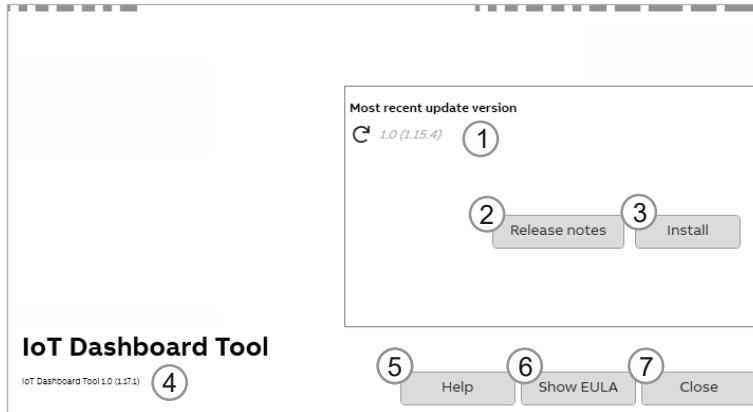 Most recent update version
1.0 (1.15.4)
1
2
Release notes
3
Install
IoT Dashboard Tool
IoT Dashboard Tool 1.0 (1.17.1)
4
5
Help
6
Show EULA
7
Close